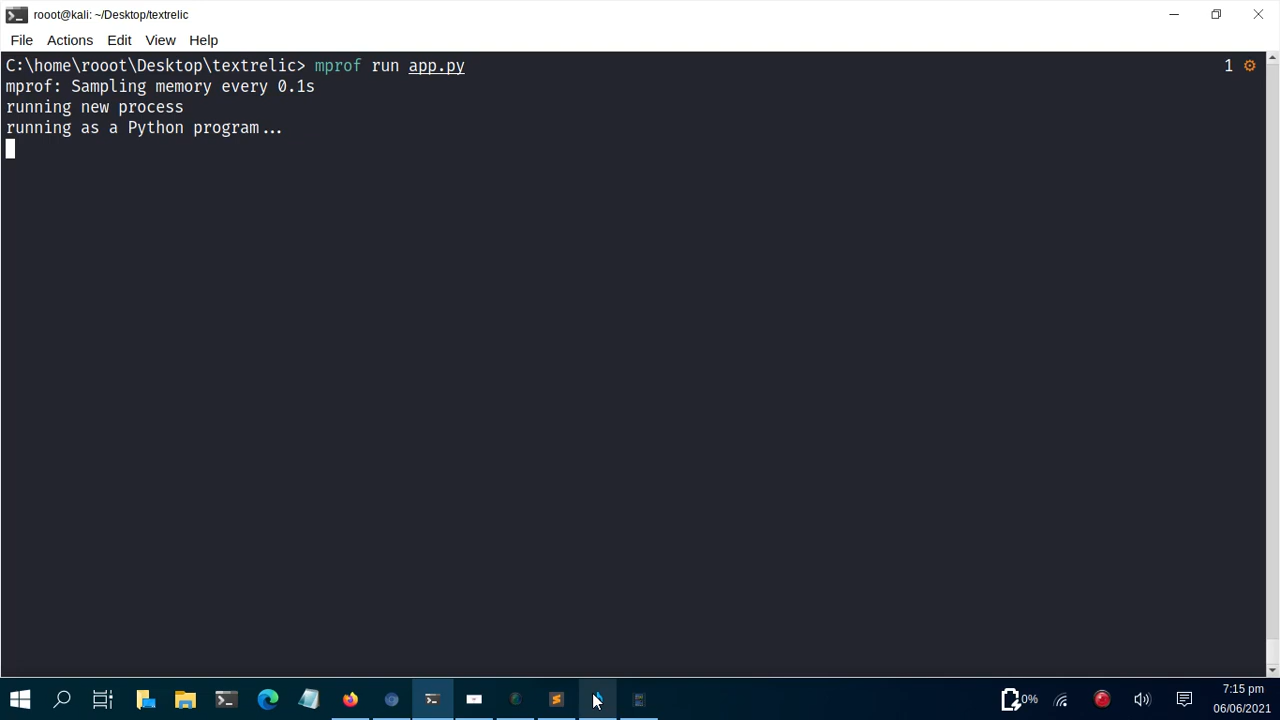 rooot@kali: ~/Desktop/textrelic
File Actions Edit View Help
C:\home\rooot\Desktop\textrelic> mprof run app.py 1
mprof: Sampling memory every 0.1s
running new process
running as a Python program...
0%
7:15 pm
06/06/2021